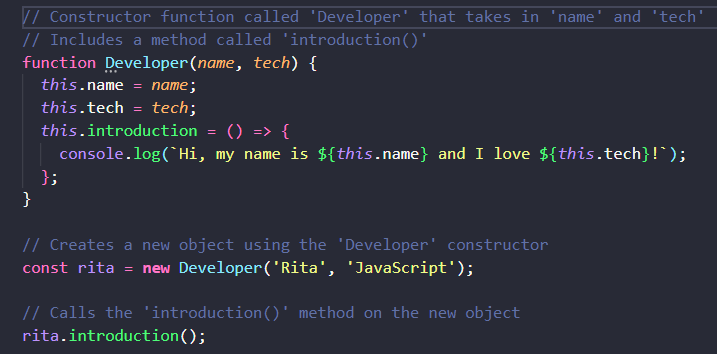 // Constructor function called 'Developer' that takes in 'name' and 'tech'
// Includes a method called 'introduction()'
function Developer(name, tech) {
  this.name = name;
  this.tech = tech;
  this.introduction = () => {
    console.log(`Hi, my name is ${this.name} and I love ${this.tech}!`);
  };
}
// Creates a new object using the 'Developer' constructor
const rita = new Developer('Rita', 'JavaScript');
// Calls the 'introduction()' method on the new object
rita.introduction();